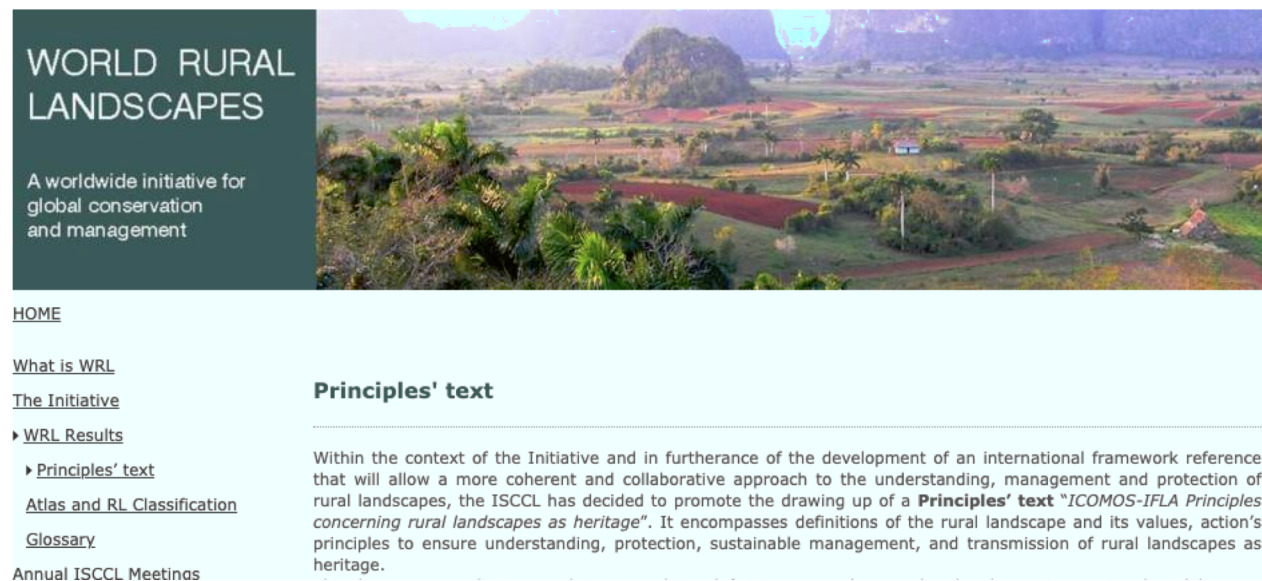 WORLD RURAL
LANDSCAPES
A worldwide initiative for
global conservation
and management
HOME
What is WRL
The Initiative
WRL Results
Principles' text
Atlas and RL Classification
Glossary
Annual ISCCL Meetings
Principles' text
Within the context of the Initiative and in furtherance of the development of an international framework reference
that will allow a more coherent and collaborative approach to the understanding, management and protection of
rural landscapes, the ISCCL has decided to promote the drawing up of a Principles’ text “ICOMOS-IFLA Principles
concerning rural landscapes as heritage”. It encompasses definitions of the rural landscape and its values, action’s
principles to ensure understanding, protection, sustainable management, and transmission of rural landscapes as
heritage.